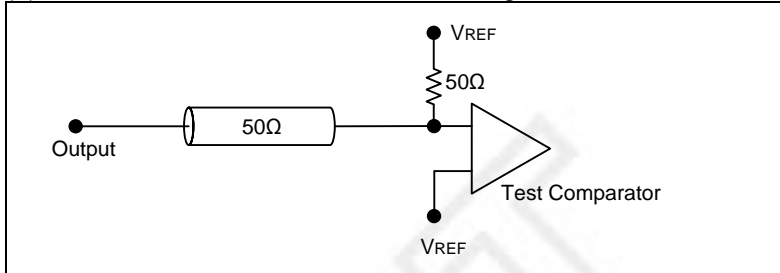 VREF
50Ω
50Ω
Output
Test Comparator
VREF